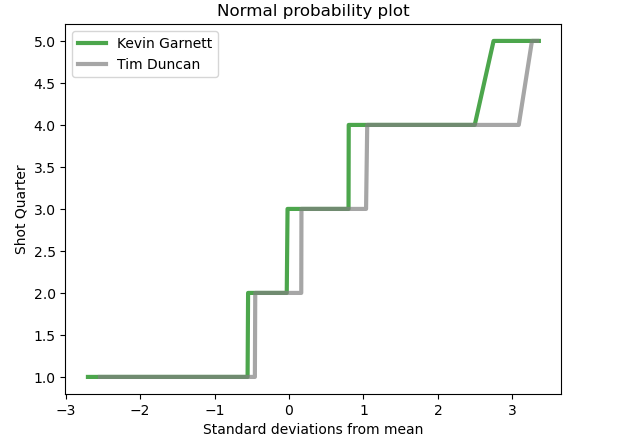 Normal probability plot
Kevin Garnett
Tim Duncan
5.0
4.5
4.0
3.5
3.0
2.5
2.0
1.5
1.0
Shot Quarter
−3 −2 −1 0 1 2 3
Standard deviations from mean